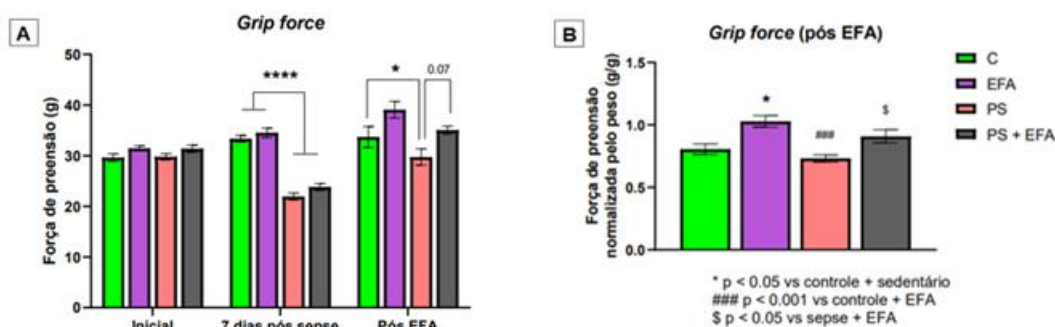 A
Grip force
Força de preensão (g)
50
40
30
20
10
0
****
*
0.07
Inicial
7 dias pós sepse
Pós EFA
B
Grip force (pós EFA)
Força de preensão
normalizada pelo peso (g/g)
1.5
1.0
0.5
0.0
*
###
$
C
EFA
PS
PS + EFA
* p < 0.05 vs controle + sedentário
### p < 0.001 vs controle + EFA
$ p < 0.05 vs sepse + EFA